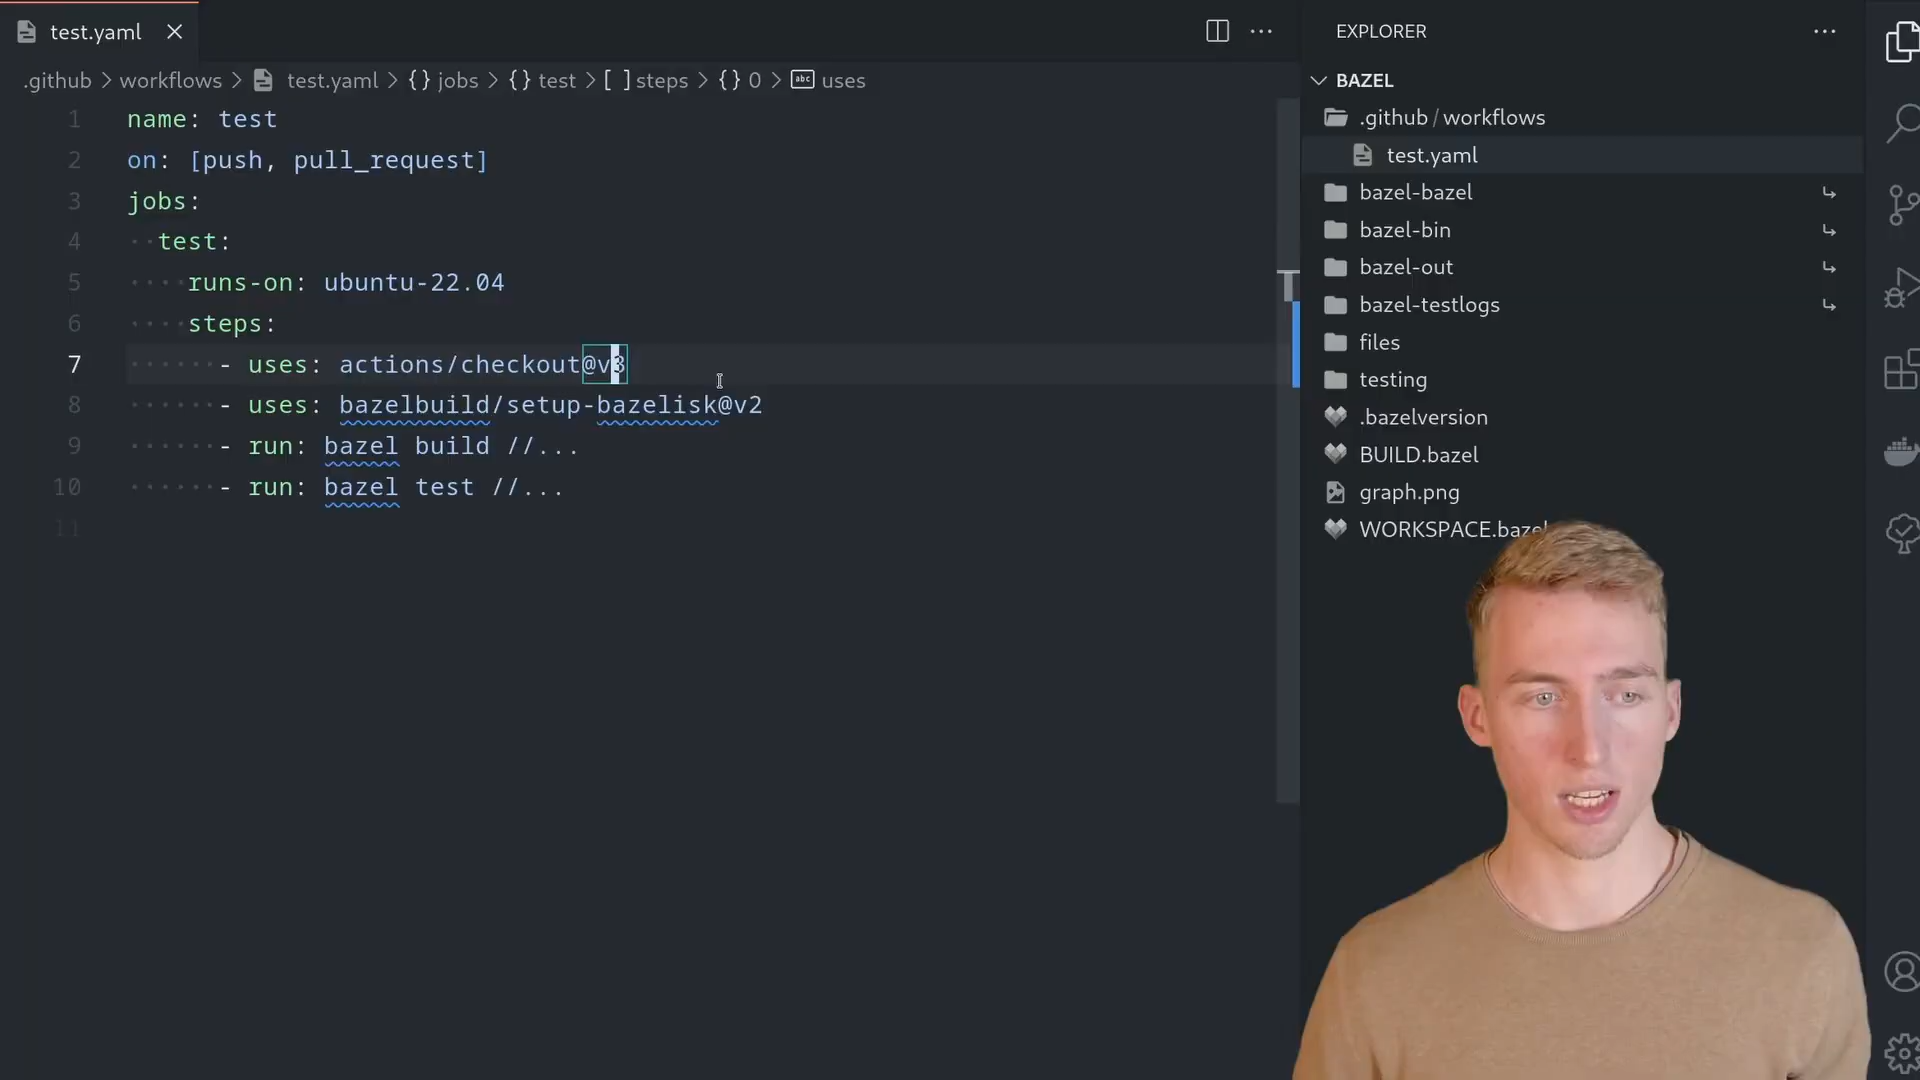 test.yaml
.github > workflows > test.yaml > {} jobs > {} test > [ ] steps > {} 0 > abc uses
1 name: test
2 on: [push, pull_request]
3 jobs:
4 ··test:
5 ····runs-on: ubuntu-22.04
6 ····steps:
7 ······- uses: actions/checkout@v3
8 ······- uses: bazelbuild/setup-bazelisk@v2
9 ······- run: bazel build //...
10 ······- run: bazel test //...
11
EXPLORER
BAZEL
.github / workflows
test.yaml
bazel-bazel
bazel-bin
bazel-out
bazel-testlogs
files
testing
.bazelversion
BUILD.bazel
graph.png
WORKSPACE.bazel